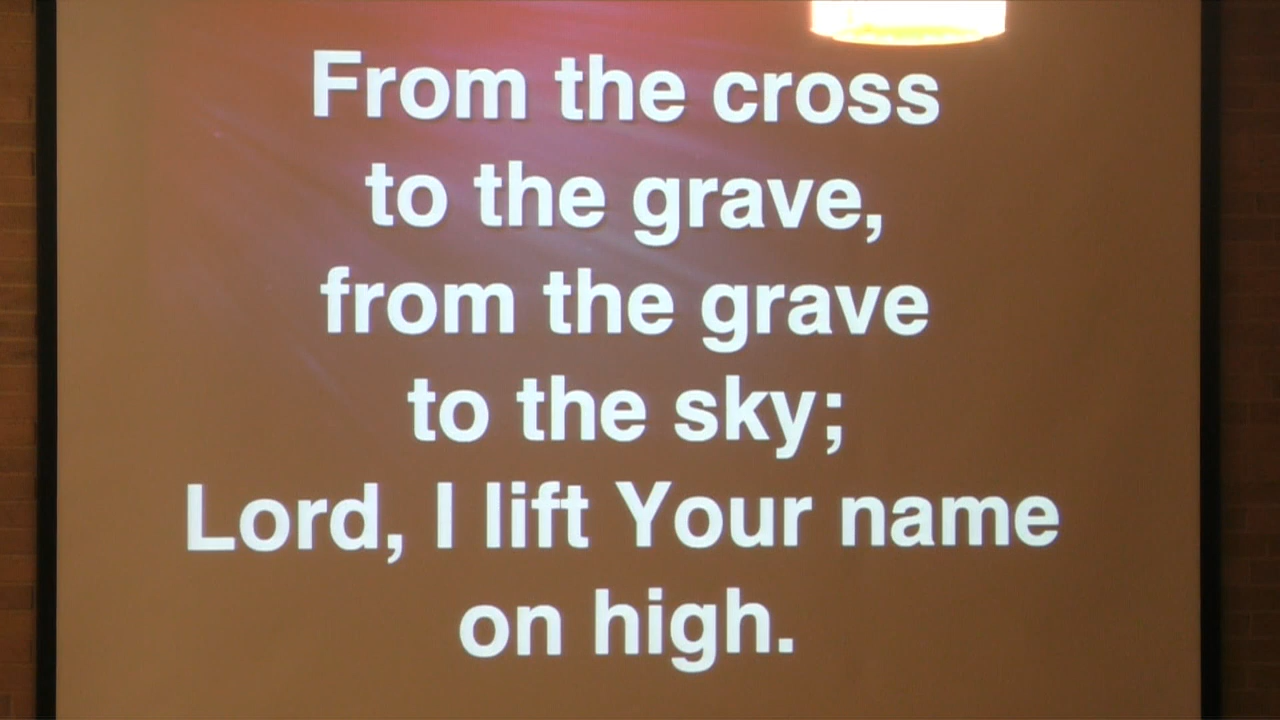 From the cross
to the grave,
from the grave
to the sky;
Lord, I lift Your name
on high.